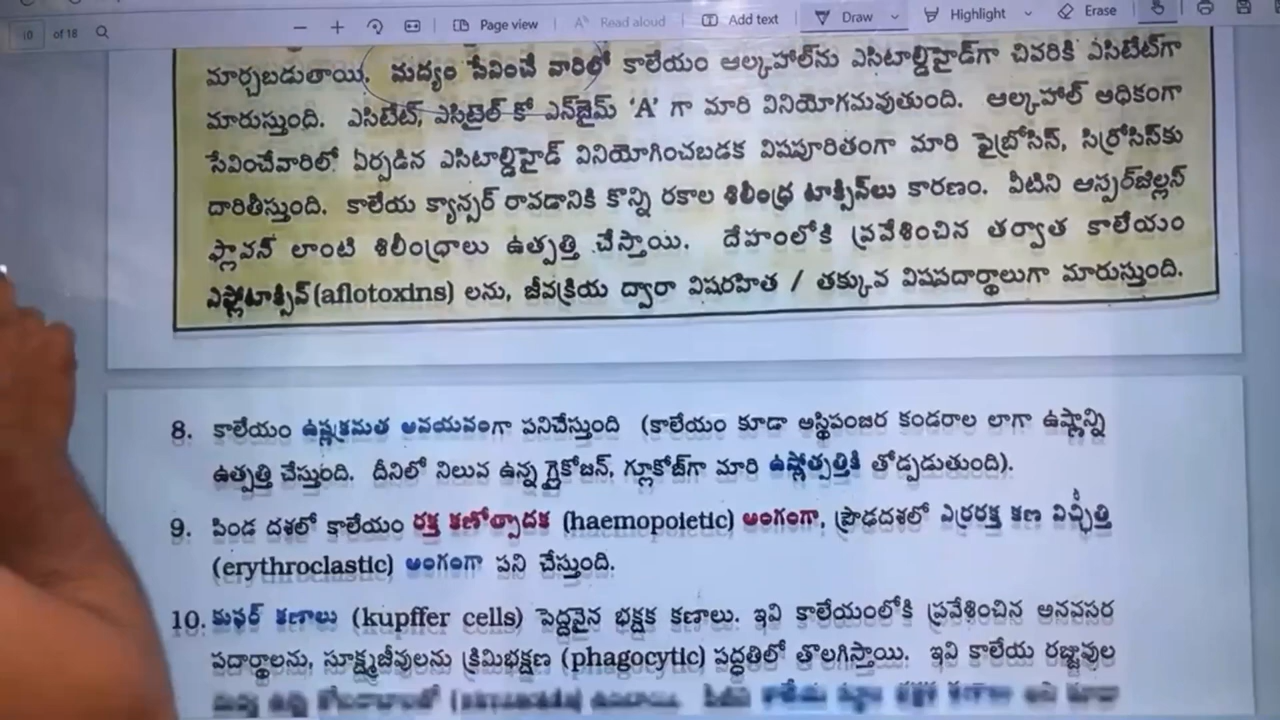 10 of 18 Page view Read aloud Add text Draw Highlight Erase
మార్చబడుతాయి. మద్యం సేవించే వారిలో కాలేయం ఆల్కహాల్‌ను ఎసిటాల్డిహైడ్‌గా చివరికి ఎసిటేట్‌గా
మారుస్తుంది. ఎసిటేట్, ఎసిటైల్ కో ఎన్‌జైమ్ ‘A’ గా మారి వినియోగమవుతుంది. ఆల్కహాల్ అధికంగా
సేవించేవారిలో ఏర్పడిన ఎసిటాల్డిహైడ్ వినియోగించబడక విషపూరితంగా మారి ఫైబ్రోసిస్, సిర్రోసిస్‌కు
దారితీస్తుంది. కాలేయ క్యాన్సర్ రావడానికి కొన్ని రకాల శిలీంధ్ర టాక్సిన్‌లు కారణం. వీటిని ఆస్పర్‌జిల్లస్
ఫ్లావస్ లాంటి శిలీంధ్రాలు ఉత్పత్తి చేస్తాయి. దేహంలోకి ప్రవేశించిన తర్వాత కాలేయం
ఎఫ్లోటాక్సిన్ (aflotoxins) లను, జీవక్రియ ద్వారా విషరహిత / తక్కువ విషపదార్థాలుగా మారుస్తుంది.
8. కాలేయం ఉష్ణక్రమత అవయవంగా పనిచేస్తుంది (కాలేయం కూడా అస్థిపంజర కండరాల లాగా ఉష్ణాన్ని
ఉత్పత్తి చేస్తుంది. దీనిలో నిలువ ఉన్న గ్లైకోజన్, గ్లూకోజ్‌గా మారి ఉష్ణోత్పత్తికి తోడ్పడుతుంది).
9. పిండ దశలో కాలేయం రక్త కణోత్పాదక (haemopoietic) అంగంగా, ప్రౌఢదశలో ఎర్రరక్త కణ విచ్ఛిత్తి
(erythroclastic) అంగంగా పని చేస్తుంది.
10. కుఫర్ కణాలు (kupffer cells) పెద్దవైన భక్షక కణాలు. ఇవి కాలేయంలోకి ప్రవేశించిన అనవసర
పదార్థాలను, సూక్ష్మజీవులను క్రిమిభక్షణ (phagocytic) పద్ధతిలో తొలగిస్తాయి. ఇవి కాలేయ రజ్జువుల